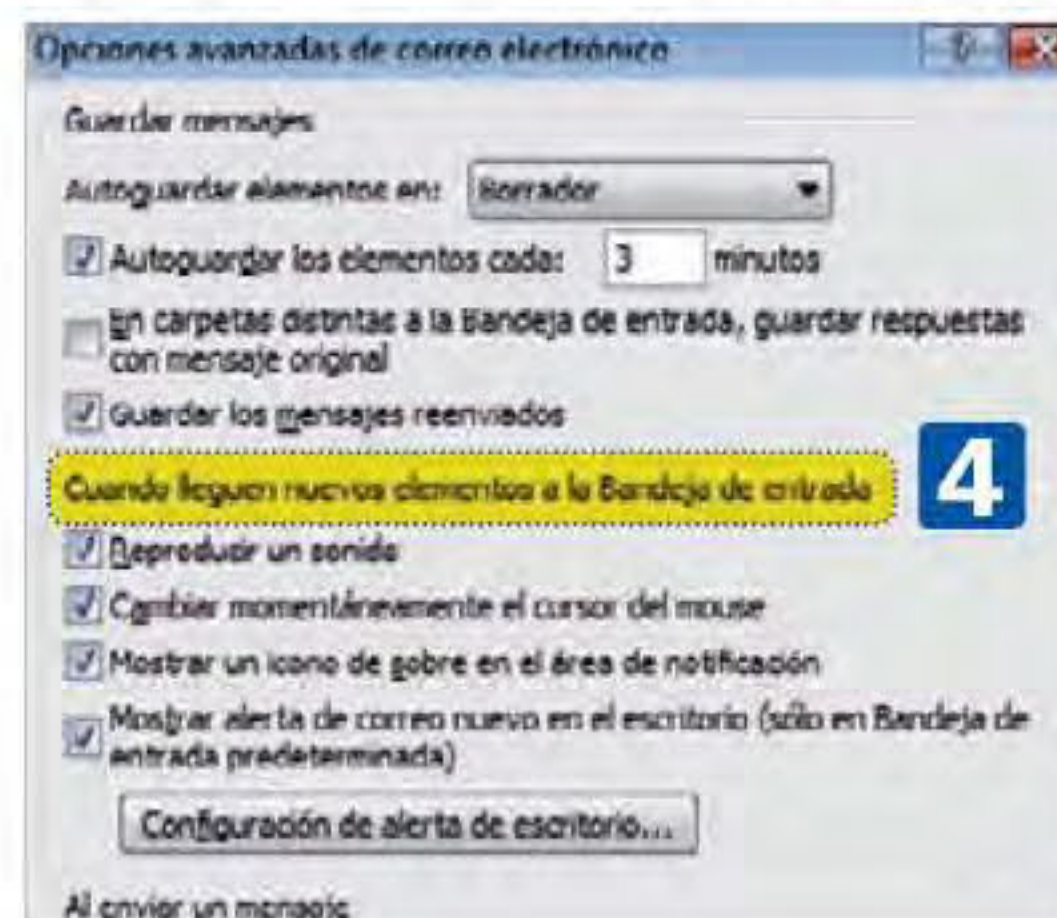 Opciones avanzadas de correo electrónico
Guardar mensajes
Autoguardar elementos en: Borrador
Autoguardar los elementos cada: 3 minutos
En carpetas distintas a la Bandeja de entrada, guardar respuestas
con mensaje original
Guardar los mensajes reenviados
Cuando lleguen nuevos elementos a la Bandeja de entrada
4
Reproducir un sonido
Cambiar momentáneamente el cursor del mouse
Mostrar un icono de sobre en el área de notificación
Mostrar alerta de correo nuevo en el escritorio (sólo en Bandeja de
entrada predeterminada)
Configuración de alerta de escritorio...
Al enviar un mensaje